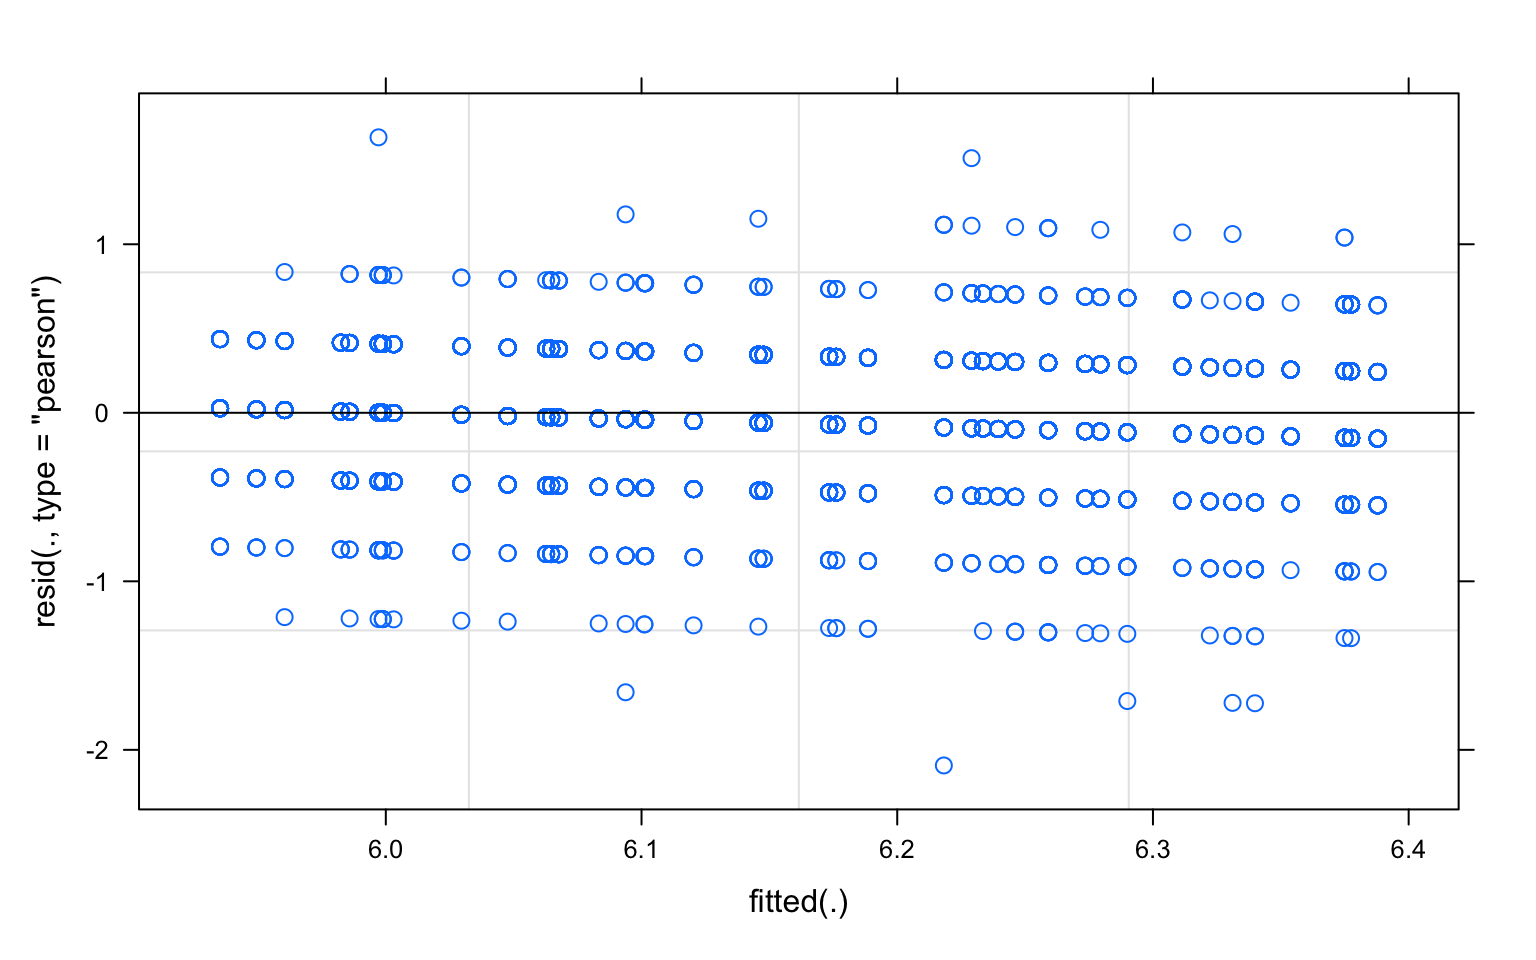 1
0
-1
-2
resid(., type = "pearson")
6.0 6.1 6.2 6.3 6.4
fitted(.)